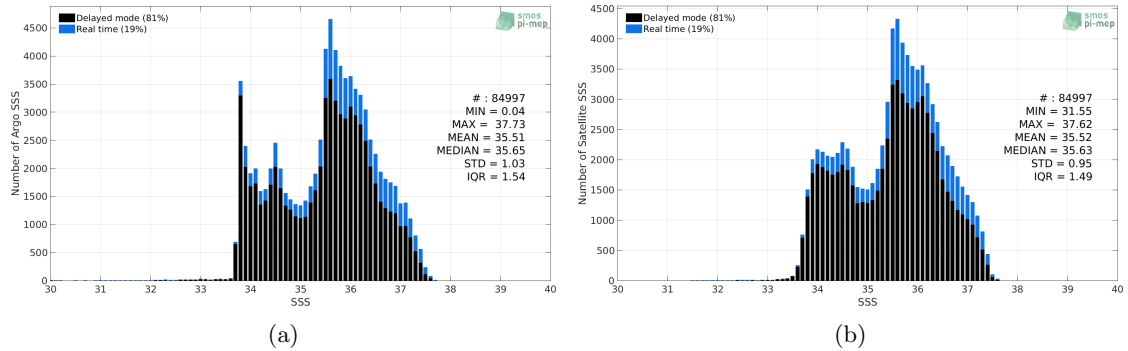 Delayed mode (81%)
Real time (19%)
smos
pi-mep
4500
4000
3500
3000
2500
2000
1500
1000
500
0
Number of Argo SSS
# : 84997
MIN = 0.04
MAX = 37.73
MEAN = 35.51
MEDIAN = 35.65
STD = 1.03
IQR = 1.54
30 31 32 33 34 35 36 37 38 39 40
SSS
(a)
Delayed mode (81%)
Real time (19%)
smos
pi-mep
4500
4000
3500
3000
2500
2000
1500
1000
500
0
Number of Satellite SSS
# : 84997
MIN = 31.55
MAX = 37.62
MEAN = 35.52
MEDIAN = 35.63
STD = 0.95
IQR = 1.49
30 31 32 33 34 35 36 37 38 39 40
SSS
(b)